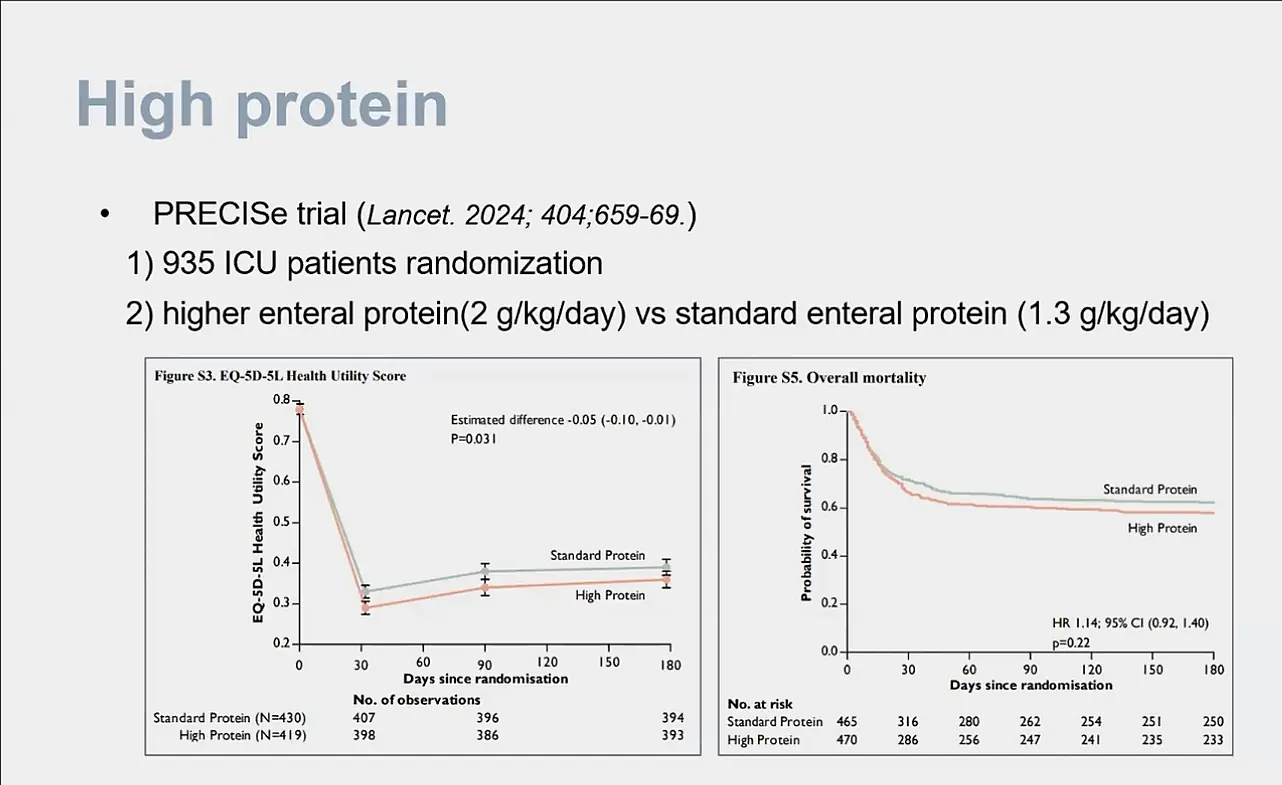 High protein
• PRECISe trial (Lancet. 2024; 404;659-69.)
1) 935 ICU patients randomization
2) higher enteral protein(2 g/kg/day) vs standard enteral protein (1.3 g/kg/day)
Figure S3. EQ-5D-5L Health Utility Score
EQ-5D-5L Health Utility Score
0.8
0.7
0.6
0.5
0.4
0.3
0.2
Estimated difference -0.05 (-0.10, -0.01)
P=0.031
Standard Protein
High Protein
0 30 60 90 120 150 180
Days since randomisation
No. of observations
Standard Protein (N=430) 407 396 394
High Protein (N=419) 398 386 393
Figure S5. Overall mortality
Probability of survival
1.0
0.8
0.6
0.4
0.2
0.0
Standard Protein
High Protein
HR 1.14; 95% CI (0.92, 1.40)
p=0.22
0 30 60 90 120 150 180
Days since randomisation
No. at risk
Standard Protein 465 316 280 262 254 251 250
High Protein 470 286 256 247 241 235 233